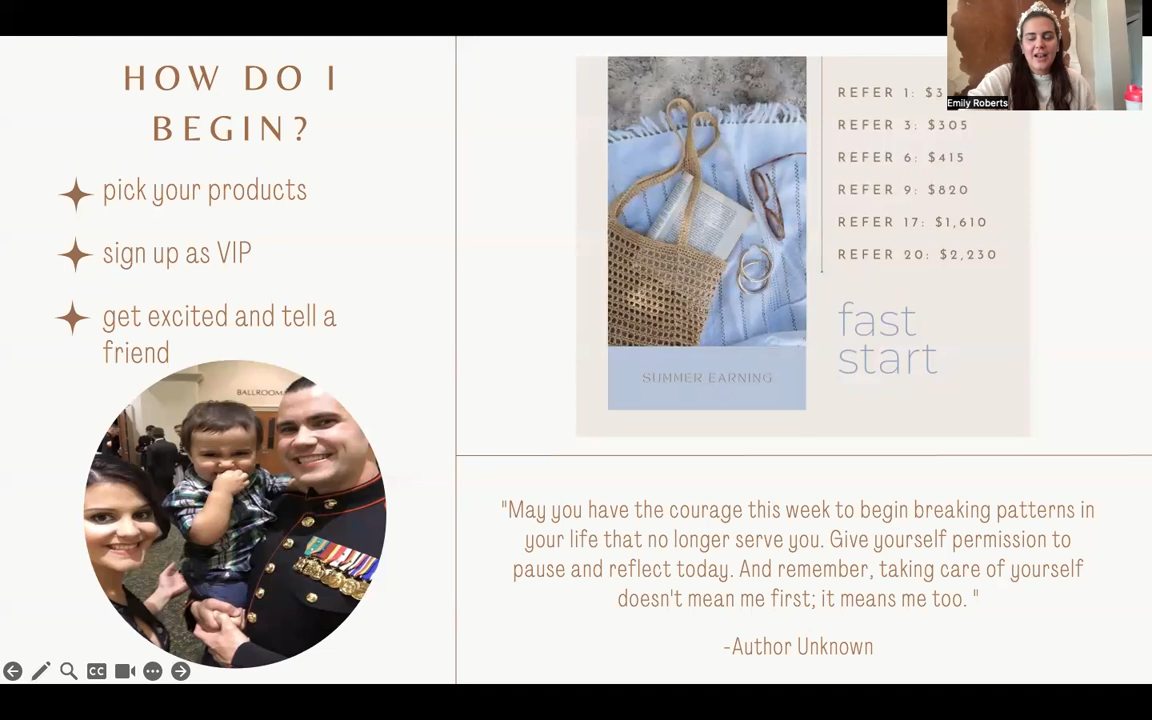 HOW DO I
BEGIN?
pick your products
sign up as VIP
get excited and tell a
friend
BALLROOM
REFER 1: $3
REFER 3: $305
REFER 6: $415
REFER 9: $820
REFER 17: $1,610
REFER 20: $2,230
fast
start
SUMMER EARNING
Emily Roberts
"May you have the courage this week to begin breaking patterns in
your life that no longer serve you. Give yourself permission to
pause and reflect today. And remember, taking care of yourself
doesn't mean me first; it means me too. "
-Author Unknown
CC